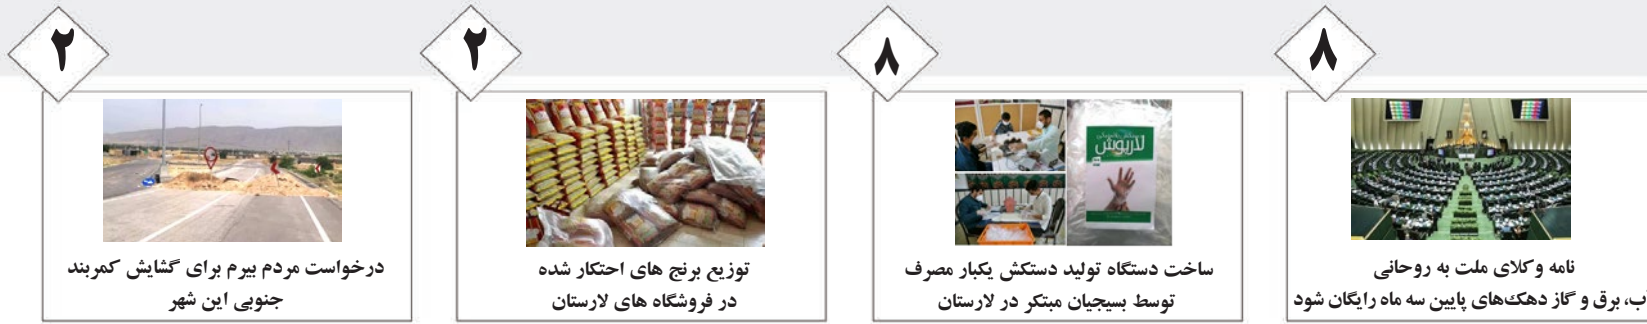 ۸
نامه وکلای ملت به روحانی
برق و گاز دهک‌های پایین سه ماه رایگان شود
۸
لارپوش
ساخت دستگاه تولید دستکش یکبار مصرف
توسط بسیجیان مبتکر در لارستان
۲
توزیع برنج های احتکار شده
در فروشگاه های لارستان
۲
درخواست مردم بیرم برای گشایش کمربند
جنوبی این شهر